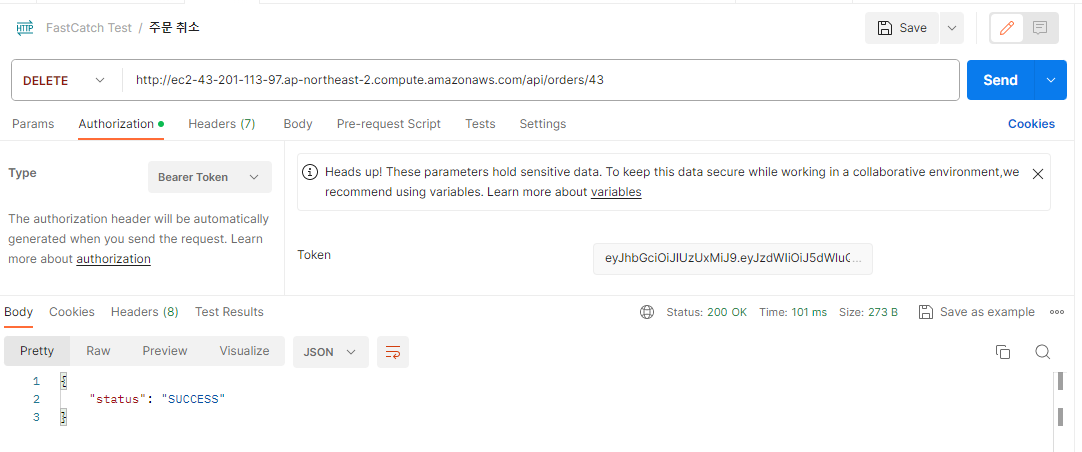 HTTP FastCatch Test / 주문 취소 Save
DELETE http://ec2-43-201-113-97.ap-northeast-2.compute.amazonaws.com/api/orders/43 Send
Params Authorization Headers (7) Body Pre-request Script Tests Settings Cookies
Type Bearer Token
The authorization header will be automatically
generated when you send the request. Learn
more about authorization
Heads up! These parameters hold sensitive data. To keep this data secure while working in a collaborative environment,we
recommend using variables. Learn more about variables
Token eyJhbGciOiJIUzUxMiJ9.eyJzdWIiOiJ5dWlu...
Body Cookies Headers (8) Test Results Status: 200 OK Time: 101 ms Size: 273 B Save as example
Pretty Raw Preview Visualize JSON
1 {
2 "status": "SUCCESS"
3 }